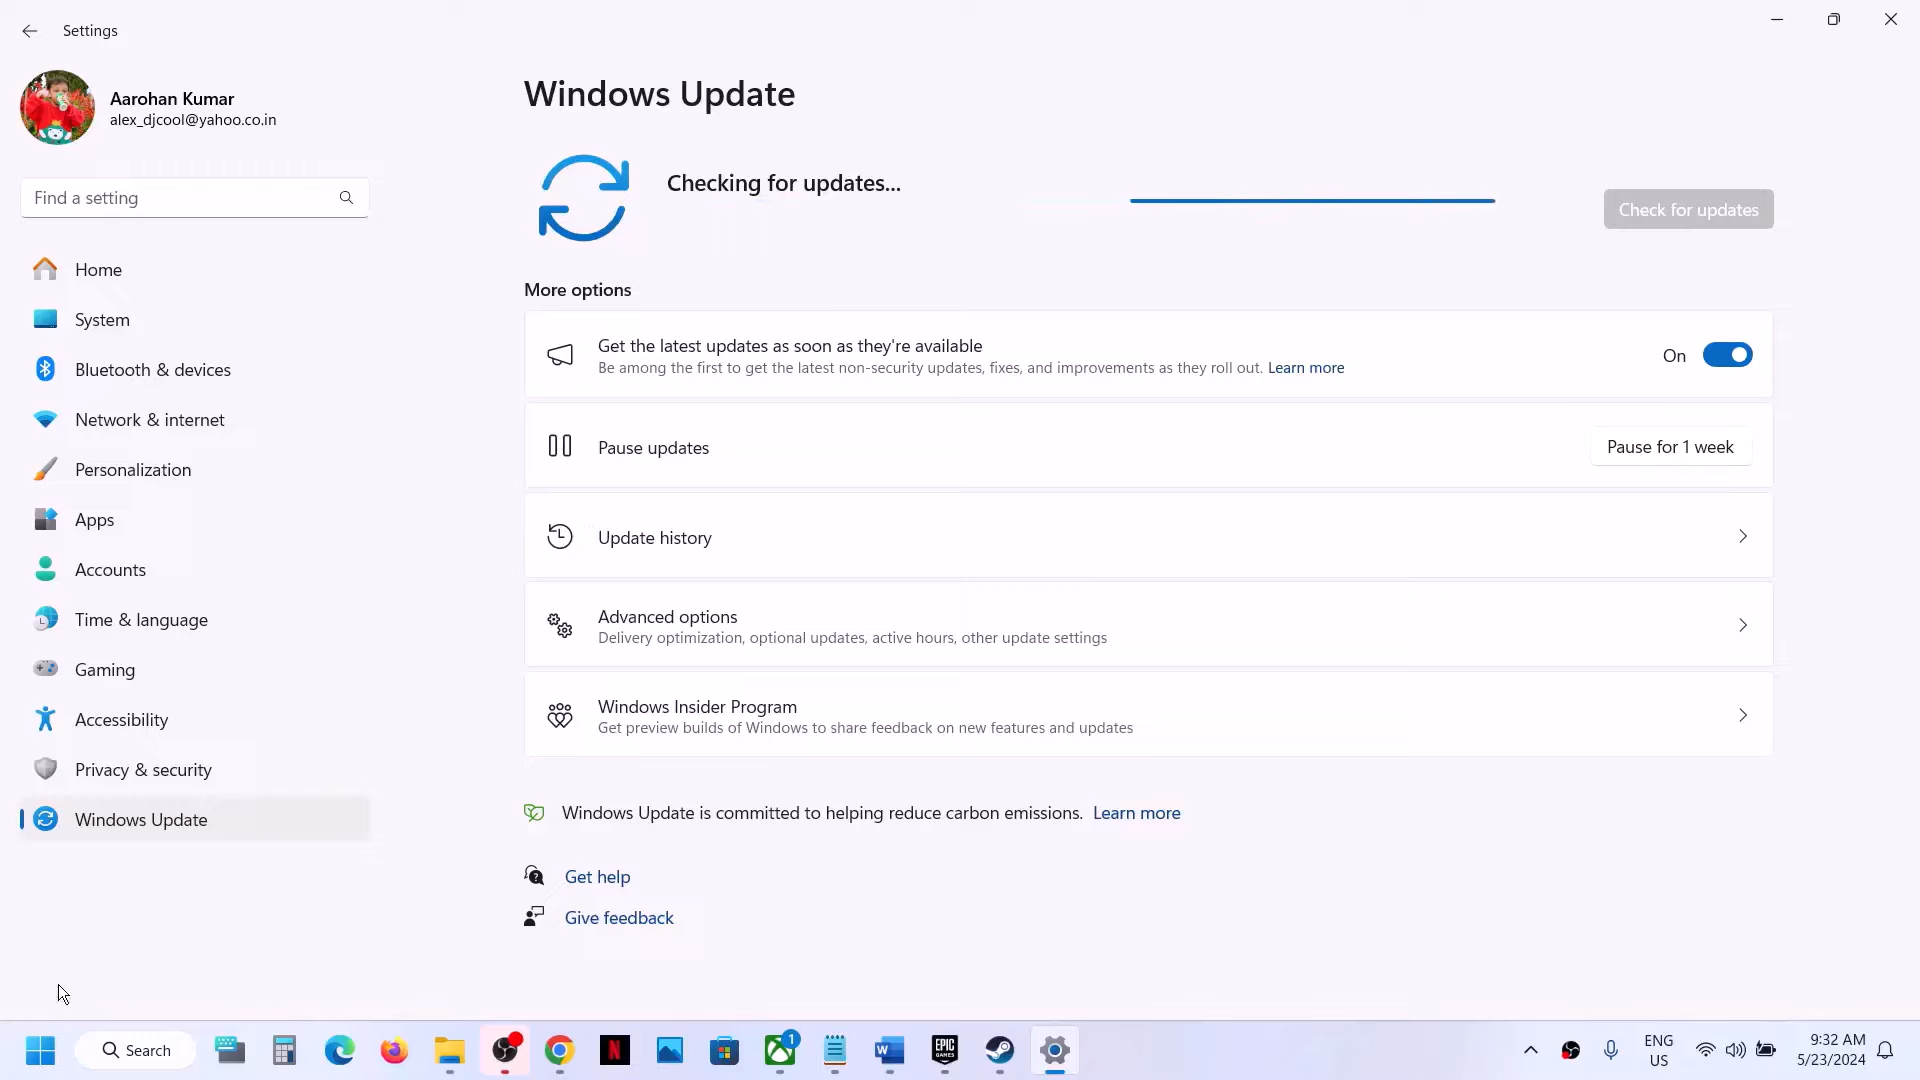 Settings
Aarohan Kumar
alex_djcool@yahoo.co.in
Find a setting
Home
System
Bluetooth & devices
Network & internet
Personalization
Apps
Accounts
Time & language
Gaming
Accessibility
Privacy & security
Windows Update
Windows Update
Checking for updates...
Check for updates
More options
Get the latest updates as soon as they're available
Be among the first to get the latest non-security updates, fixes, and improvements as they roll out. Learn more
On
Pause updates
Pause for 1 week
Update history
Advanced options
Delivery optimization, optional updates, active hours, other update settings
Windows Insider Program
Get preview builds of Windows to share feedback on new features and updates
Windows Update is committed to helping reduce carbon emissions. Learn more
Get help
Give feedback
Search
N
1
W
EPIC
GAMES
ENG
US
9:32 AM
5/23/2024